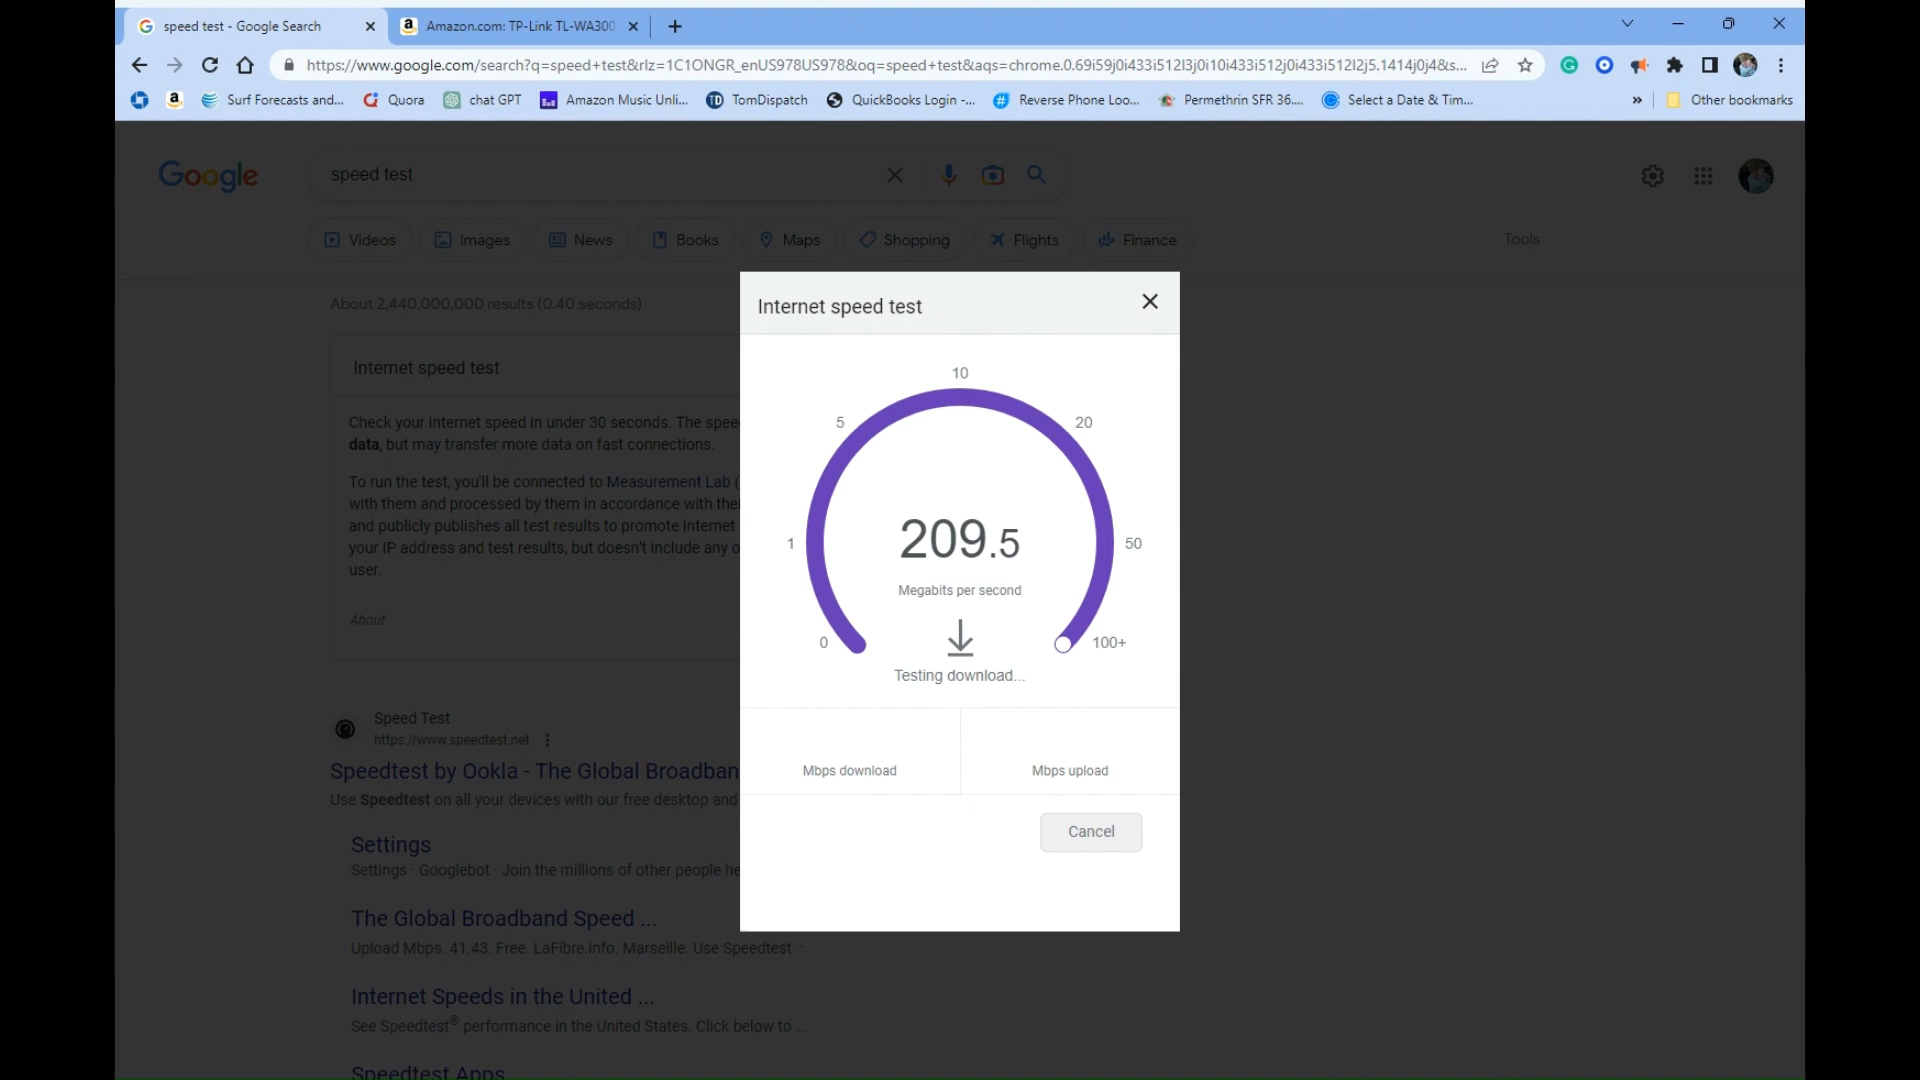 speed test - Google Search
Amazon.com: TP-Link TL-WA300
https://www.google.com/search?q=speed+test&rlz=1C1ONGR_enUS978US978&oq=speed+test&aqs=chrome.0.69i59j0i433i512l3j0i10i433i512j0i433i512l2j5.1414j0j4&s...
Surf Forecasts and...
Quora
chat GPT
Amazon Music Unli...
TomDispatch
QuickBooks Login -...
Reverse Phone Loo...
Permethrin SFR 36....
Select a Date & Tim...
»
Other bookmarks
Google
speed test
Videos
Images
News
Books
Maps
Shopping
Flights
Finance
Tools
About 2,440,000,000 results (0.40 seconds)
Internet speed test
Check your internet speed in under 30 seconds. The spee
data, but may transfer more data on fast connections.
To run the test, you'll be connected to Measurement Lab (
with them and processed by them in accordance with thei
and publicly publishes all test results to promote internet
your IP address and test results, but doesn't include any o
user.
About
Internet speed test
0
1
5
10
20
50
100+
209.5
Megabits per second
Testing download...
Mbps download
Mbps upload
Cancel
Speed Test
https://www.speedtest.net
Speedtest by Ookla - The Global Broadban
Use Speedtest on all your devices with our free desktop and
Settings
Settings · Googlebot · Join the millions of other people he
The Global Broadband Speed ...
Upload Mbps. 41.43. Free. LaFibre.info. Marseille. Use Speedtest
Internet Speeds in the United ...
See Speedtest® performance in the United States. Click below to ...
Speedtest Apps